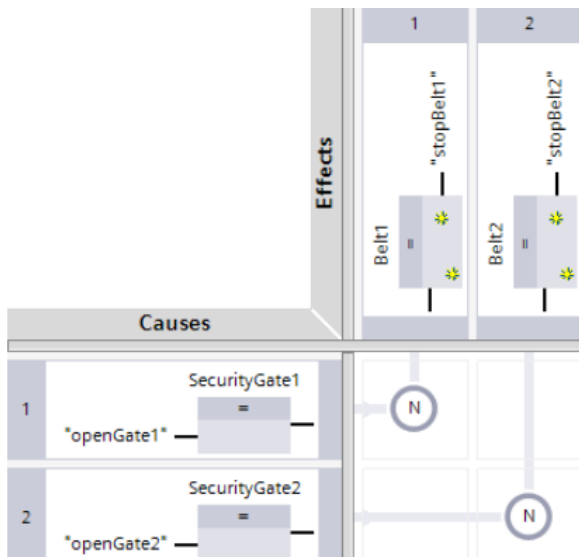 1
2
"stopBelt1"
"stopBelt2"
Effects
Belt1
=
Belt2
=
Causes
1
SecurityGate1
=
"openGate1"
N
2
SecurityGate2
=
"openGate2"
N